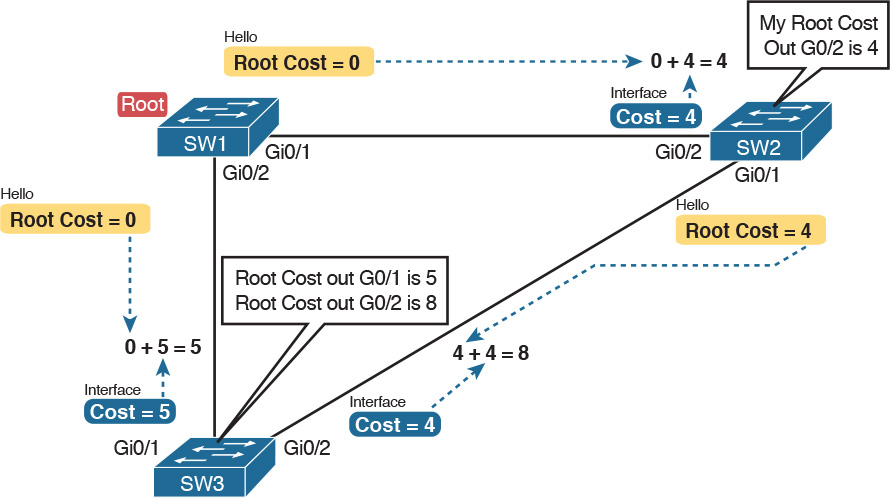 My Root Cost
Out G0/2 is 4
Hello
Root Cost = 0
0 + 4 = 4
Interface
Cost = 4
Root
SW1
Gi0/1
Gi0/2
Gi0/2
SW2
Gi0/1
Hello
Root Cost = 0
Hello
Root Cost = 4
Root Cost out G0/1 is 5
Root Cost out G0/2 is 8
0 + 5 = 5
4 + 4 = 8
Interface
Cost = 5
Interface
Cost = 4
Gi0/1
Gi0/2
SW3